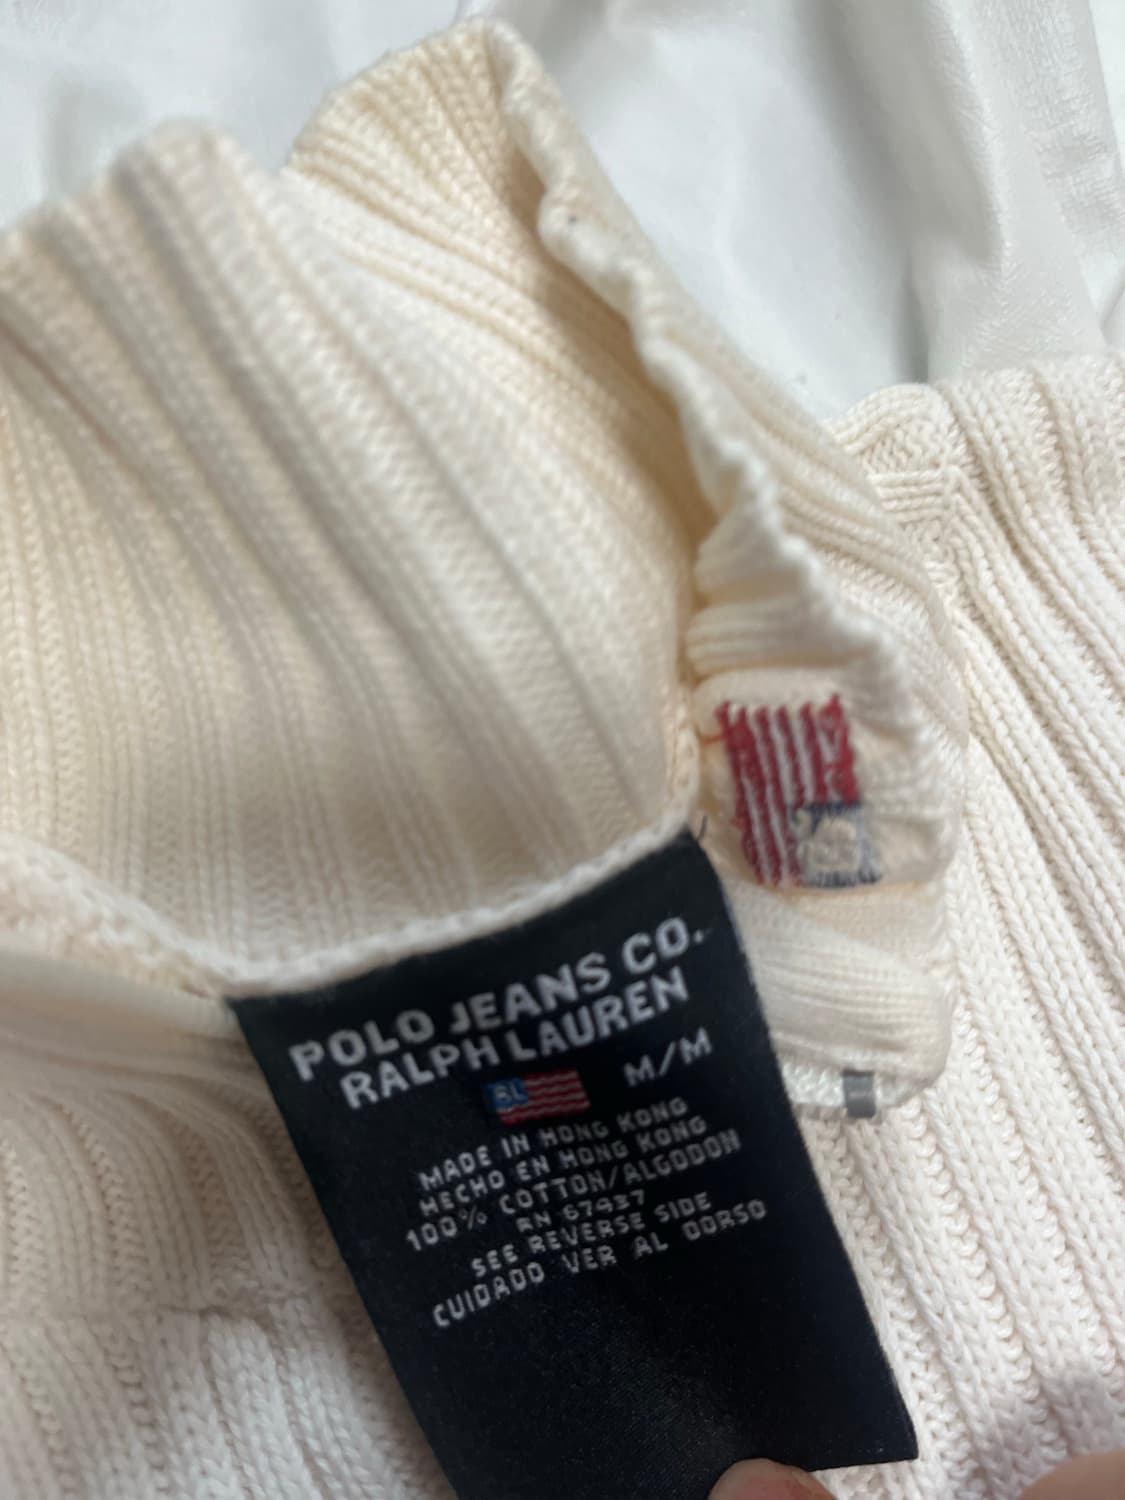 POLO JEANS CO.
RALPH LAUREN
M/M
RL
MADE IN HONG KONG
HECHO EN HONG KONG
100% COTTON/ALGODON
RN 67937
SEE REVERSE SIDE
CUIDADO VER AL DORSO